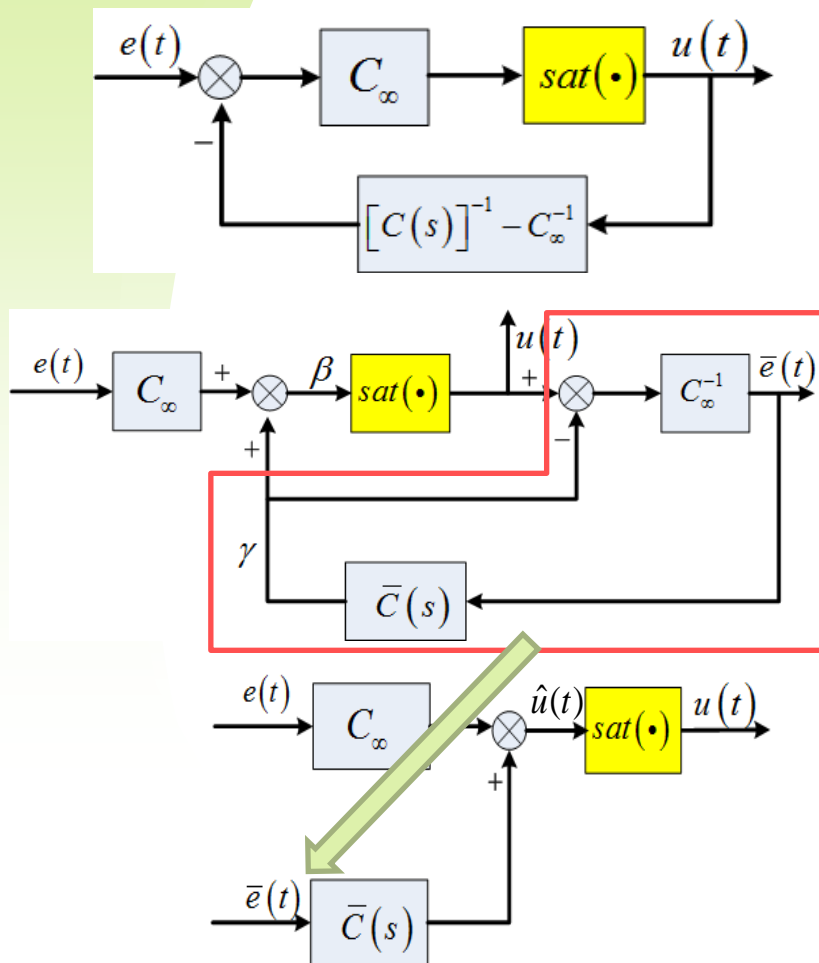 e(t)
C∞
sat(•)
u(t)
−
[C(s)]⁻¹ − C∞⁻¹
e(t)
C∞
+
β
sat(•)
u(t)
+
C∞⁻¹
e̅(t)
+
−
γ
C̅(s)
e(t)
C∞
û(t)
sat(•)
u(t)
+
e̅(t)
C̅(s)